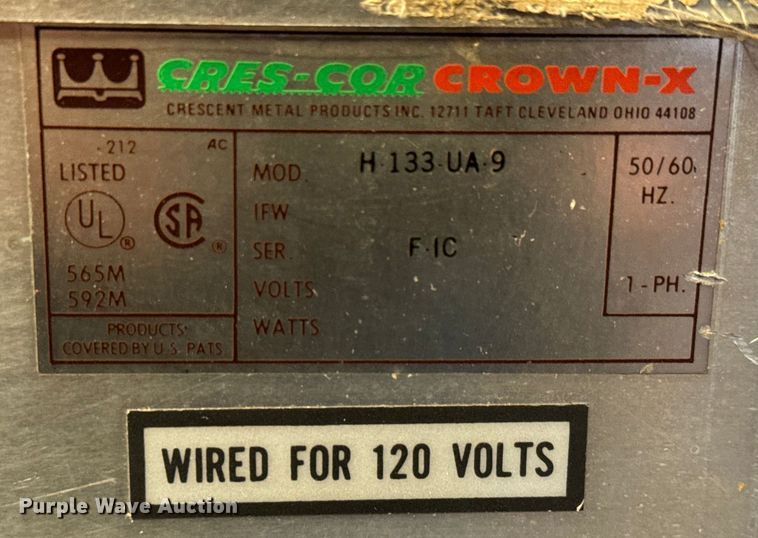 CRES-COR CROWN-X
CRESCENT METAL PRODUCTS INC. 12711 TAFT CLEVELAND OHIO 44108
212 AC
LISTED
UL ®
SA ®
565M
592M
PRODUCTS
COVERED BY U.S. PATS
MOD. H-133-UA-9
IFW
SER. F-IC
VOLTS
WATTS
50/60
HZ.
1-PH.
WIRED FOR 120 VOLTS
Purple Wave Auction